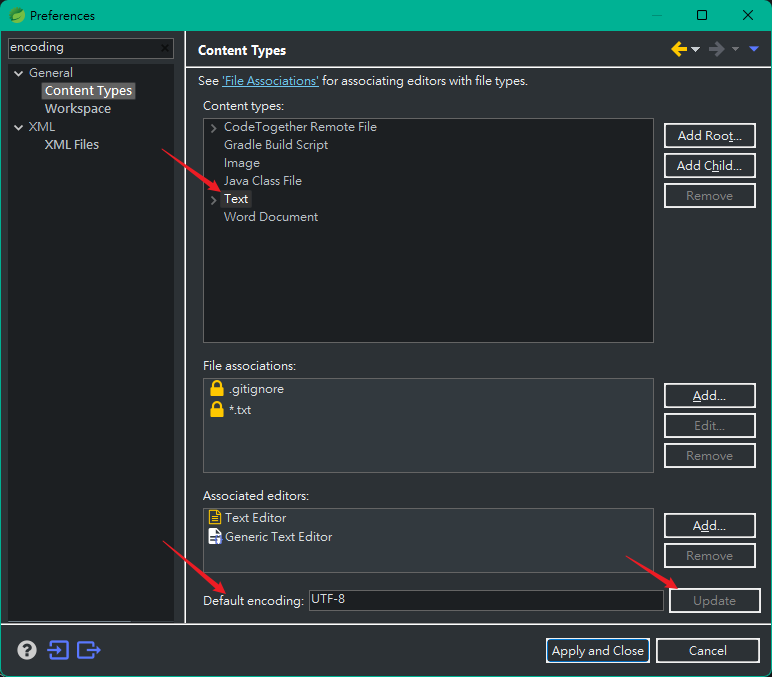 Preferences
encoding
General
Content Types
Workspace
XML
XML Files
Content Types
See 'File Associations' for associating editors with file types.
Content types:
CodeTogether Remote File
Gradle Build Script
Image
Java Class File
Text
Word Document
Add Root...
Add Child...
Remove
File associations:
.gitignore
*.txt
Add...
Edit...
Remove
Associated editors:
Text Editor
Generic Text Editor
Add...
Remove
Default encoding: UTF-8
Update
Apply and Close
Cancel